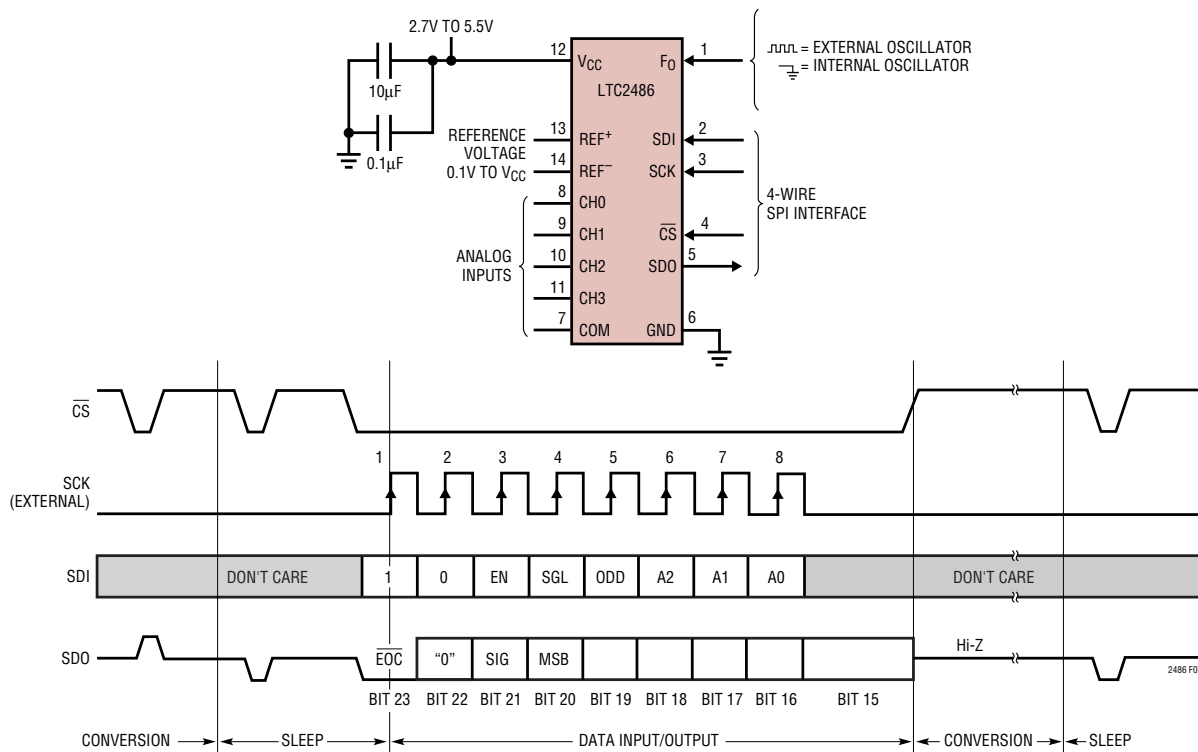 2.7V TO 5.5V
10µF
0.1µF
12
VCC
FO
1
= EXTERNAL OSCILLATOR
= INTERNAL OSCILLATOR
LTC2486
REFERENCE
VOLTAGE
0.1V TO VCC
13
REF+
14
REF–
SDI
2
SCK
3
CS
4
SDO
5
4-WIRE
SPI INTERFACE
ANALOG
INPUTS
8
CH0
9
CH1
10
CH2
11
CH3
7
COM
GND
6
CS
1 2 3 4 5 6 7 8
SCK
(EXTERNAL)
SDI DON'T CARE 1 0 EN SGL ODD A2 A1 A0 DON'T CARE
SDO EOC "0" SIG MSB Hi-Z
BIT 23 BIT 22 BIT 21 BIT 20 BIT 19 BIT 18 BIT 17 BIT 16 BIT 15
CONVERSION SLEEP DATA INPUT/OUTPUT CONVERSION SLEEP